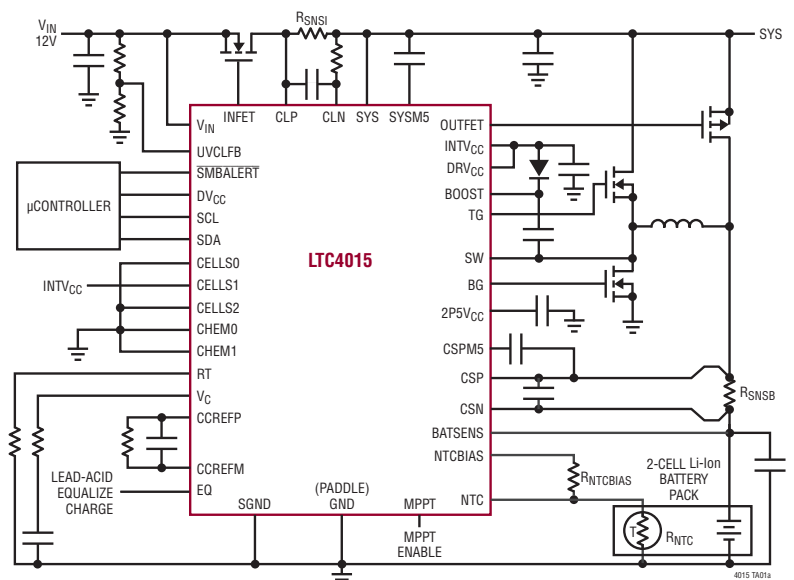 VIN
12V
RSNSI
SYS
INFET
CLP
CLN
SYS
SYSM5
VIN
UVCLFB
SMBALERT
DVCC
SCL
SDA
µCONTROLLER
CELLS0
INTVCC
CELLS1
CELLS2
CHEM0
CHEM1
RT
VC
CCREFP
CCREFM
LEAD-ACID
EQUALIZE
CHARGE
EQ
LTC4015
OUTFET
INTVCC
DRVCC
BOOST
TG
SW
BG
2P5VCC
CSPM5
CSP
CSN
BATSENS
NTCBIAS
NTC
RSNSB
RNTCBIAS
2-CELL Li-Ion
BATTERY
PACK
T
RNTC
SGND
(PADDLE)
GND
MPPT
MPPT
ENABLE
4015 TA01a